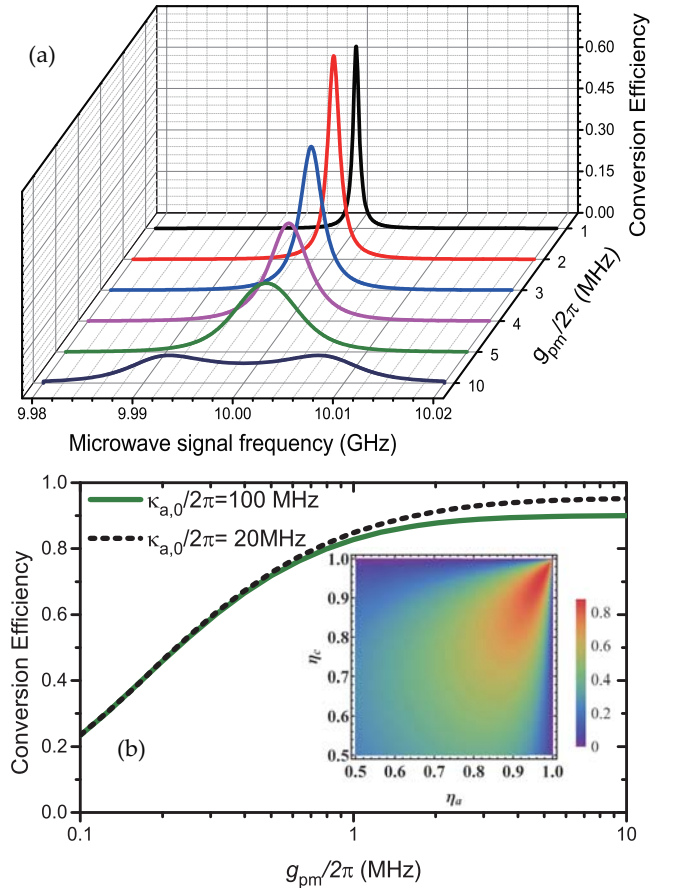 (a)
0.60
0.45
0.30
0.15
0.00
Conversion Efficiency
1
2
3
4
5
10
g_pm/2π (MHz)
9.98
9.99
10.00
10.01
10.02
Microwave signal frequency (GHz)
1.0
0.8
0.6
0.4
0.2
0.0
Conversion Efficiency
κ_a,0/2π=100 MHz
κ_a,0/2π= 20MHz
(b)
1.0
0.9
0.8
0.7
0.6
0.5
η_c
0.5 0.6 0.7 0.8 0.9 1.0
η_a
0.8
0.6
0.4
0.2
0
0.1 1 10
g_pm/2π (MHz)